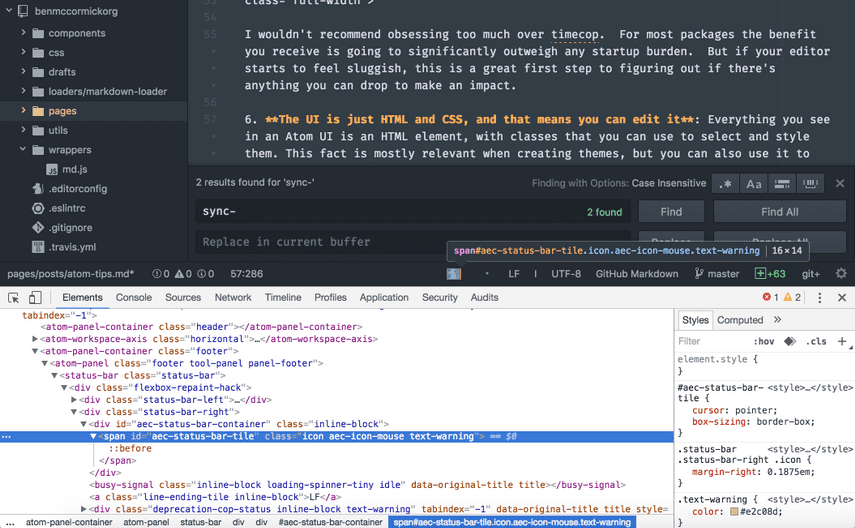 benmccormickorg
components
css
drafts
loaders/markdown-loader
pages
utils
wrappers
md.js
.editorconfig
.eslintrc
.gitignore
.travis.yml
54
55 I wouldn't recommend obsessing too much over timecop.  For most packages the benefit
you receive is going to significantly outweigh any startup burden.  But if your editor
starts to feel sluggish, this is a great first step to figuring out if there's
anything you can drop to make an impact.
56
57 6. **The UI is just HTML and CSS, and that means you can edit it**: Everything you see
in an Atom UI is an HTML element, with classes that you can use to select and style
them. This fact is mostly relevant when creating themes, but you can also use it to
2 results found for 'sync-'
Finding with Options: Case Insensitive
.* Aa
sync-
2 found
Find
Find All
Replace in current buffer
span#aec-status-bar-tile.icon.aec-icon-mouse.text-warning | 16×14
pages/posts/atom-tips.md* 0 0 0 57:286
LF I UTF-8 GitHub Markdown master +63 git+
Elements Console Sources Network Timeline Profiles Application Security Audits
1 2
tabindex="-1">
<atom-panel-container class="header"></atom-panel-container>
<atom-workspace-axis class="horizontal">…</atom-workspace-axis>
<atom-panel-container class="footer">
<atom-panel class="footer tool-panel panel-footer">
<status-bar class="status-bar">
<div class="flexbox-repaint-hack">
<div class="status-bar-left">…</div>
<div class="status-bar-right">
<div id="aec-status-bar-container" class="inline-block">
… <span id="aec-status-bar-tile" class="icon aec-icon-mouse text-warning"> == $0
::before
</span>
</div>
<busy-signal class="inline-block loading-spinner-tiny idle" data-original-title title></busy-signal>
<a class="line-ending-tile inline-block">LF</a>
<div class="deprecation-cop-status inline-block text-warning" tabindex="-1" data-original-title title style=
... atom-panel-container atom-panel status-bar div div #aec-status-bar-container span#aec-status-bar-tile.icon.aec-icon-mouse.text-warning
Styles Computed »
Filter :hov .cls +
element.style {
}
#aec-status-bar-tile { <style>…</style>
cursor: pointer;
box-sizing: border-box;
}
.status-bar .status-bar-right .icon { <style>…</style>
margin-right: 0.1875em;
}
.text-warning { <style>…</style>
color: #e2c08d;